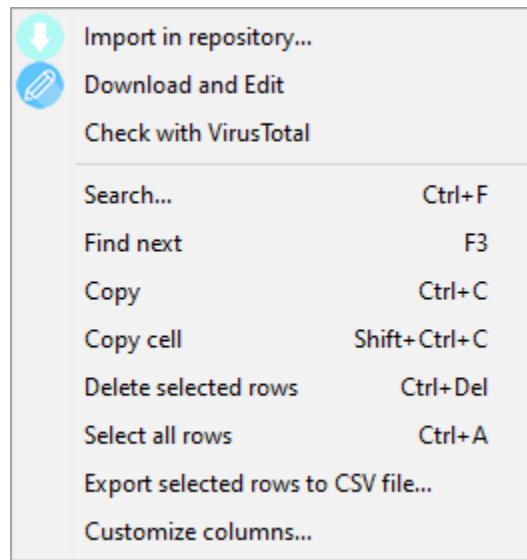 Import in repository...
Download and Edit
Check with VirusTotal
Search... Ctrl+F
Find next F3
Copy Ctrl+C
Copy cell Shift+Ctrl+C
Delete selected rows Ctrl+Del
Select all rows Ctrl+A
Export selected rows to CSV file...
Customize columns...